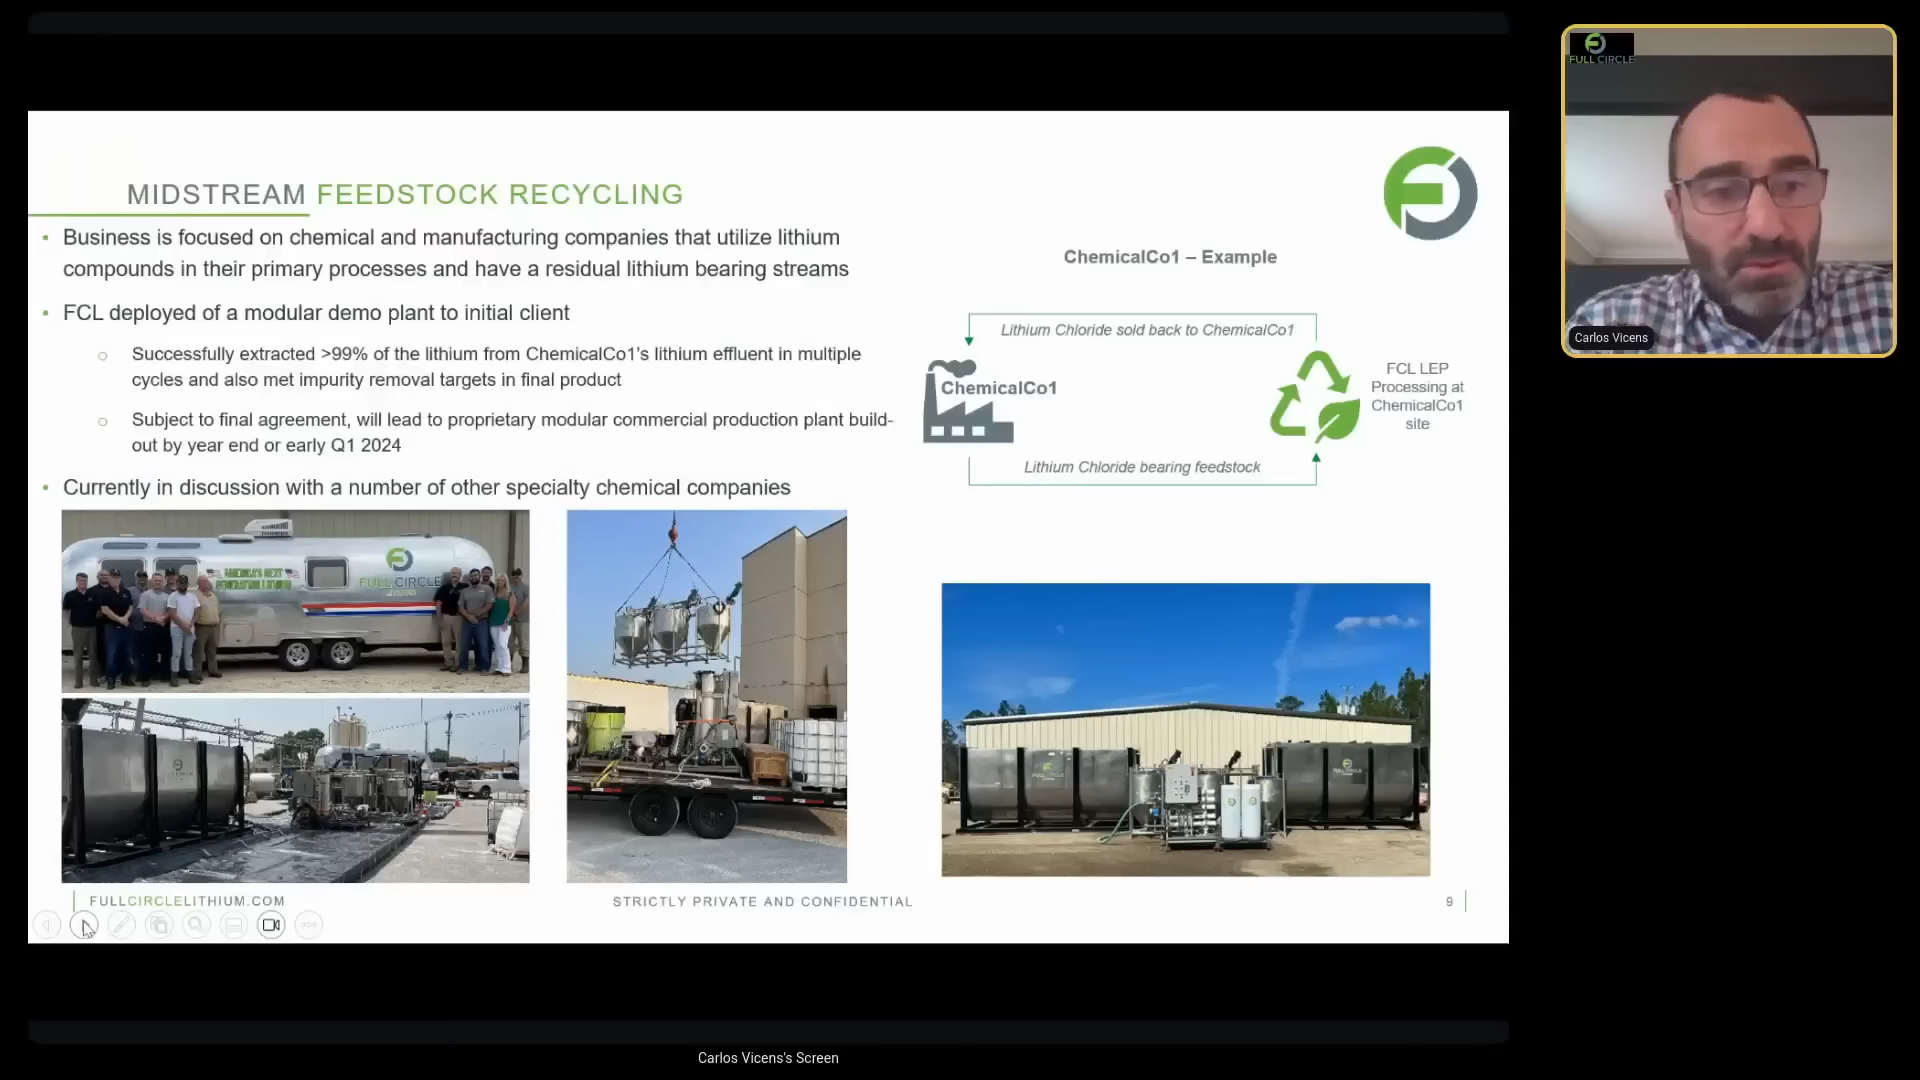 MIDSTREAM FEEDSTOCK RECYCLING
• Business is focused on chemical and manufacturing companies that utilize lithium
compounds in their primary processes and have a residual lithium bearing streams
• FCL deployed of a modular demo plant to initial client
○ Successfully extracted >99% of the lithium from ChemicalCo1's lithium effluent in multiple
cycles and also met impurity removal targets in final product
○ Subject to final agreement, will lead to proprietary modular commercial production plant build-
out by year end or early Q1 2024
• Currently in discussion with a number of other specialty chemical companies
ChemicalCo1 – Example
Lithium Chloride sold back to ChemicalCo1
ChemicalCo1
FCL LEP
Processing at
ChemicalCo1
site
Lithium Chloride bearing feedstock
AMERICA'S NEXT
FULL CIRCLE
LITHIUM
FULLCIRCLELITHIUM.COM
STRICTLY PRIVATE AND CONFIDENTIAL
9
FULL CIRCLE
Carlos Vicens
Carlos Vicens's Screen